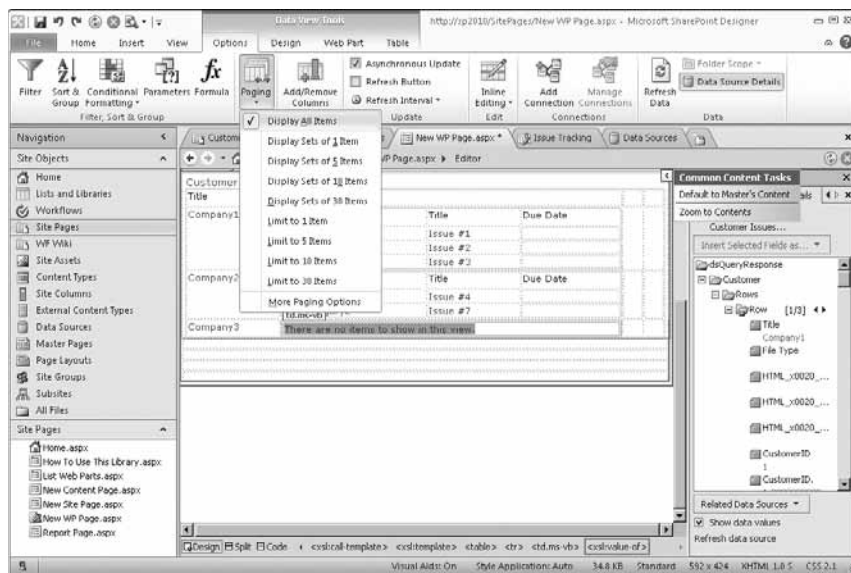 Data View Tools
http://sp2010/SitePages/New WP Page.aspx - Microsoft SharePoint Designer
File Home Insert View Options Design Web Part Table
Filter
Sort & Group
Conditional Formatting
Parameters
Formula
Filter, Sort & Group
Paging
Add/Remove Columns
Asynchronous Update
Refresh Button
Refresh Interval
Update
Inline Editing
Edit
Add Connection
Manage Connections
Connections
Refresh Data
Folder Scope
Data Source Details
Data
Display All Items
Display Sets of 1 Item
Display Sets of 5 Items
Display Sets of 10 Items
Display Sets of 30 Items
Limit to 1 Item
Limit to 5 Items
Limit to 10 Items
Limit to 30 Items
More Paging Options
Navigation
Site Objects
Home
Lists and Libraries
Workflows
Site Pages
WF Wiki
Site Assets
Content Types
Site Columns
External Content Types
Data Sources
Master Pages
Page Layouts
Site Groups
Subsites
All Files
Site Pages
Home.aspx
How To Use This Library.aspx
List Web Parts.aspx
New Content Page.aspx
New Site Page.aspx
New WP Page.aspx
Report Page.aspx
New WP Page.aspx * Issue Tracking Data Sources
WP Page.aspx Editor
Customer
Title
Company1 Title Due Date
Issue #1
Issue #2
Issue #3
Company2 Title Due Date
Issue #4
Issue #7
td.ms-vb
Company3 There are no items to show in this view.
Common Content Tasks
Default to Master's Content
Zoom to Contents
Customer Issues...
Insert Selected Fields as...
dsQueryResponse
Customer
Rows
Row [1/3]
Title
Company1
File Type
HTML_x0020_...
HTML_x0020_...
HTML_x0020_...
CustomerID
1
CustomerID.
Related Data Sources
Show data values
Refresh data source
Design Split Code <xsl:call-template> <xsl:template> <table> <tr> <td.ms-vb> <xsl:value-of>
Visual Aids: On Style Application: Auto 34.8 KB Standard 592 x 424 XHTML 1.0 S CSS 2.1